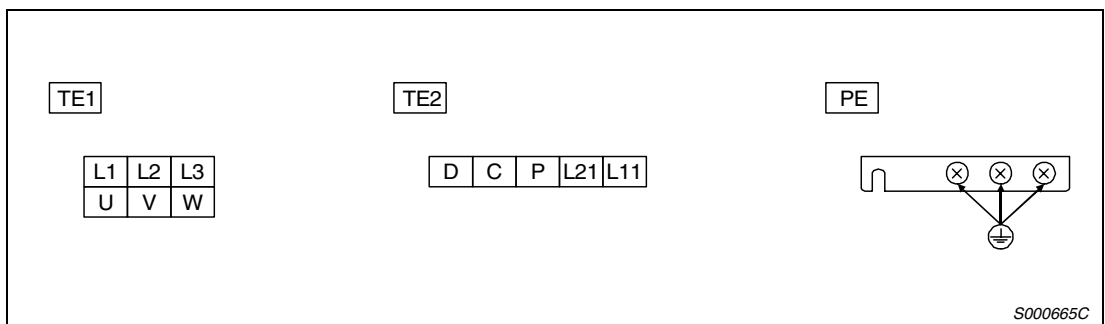 TE1 TE2 PE
L1 L2 L3 D C P L21 L11
U V W
S000665C